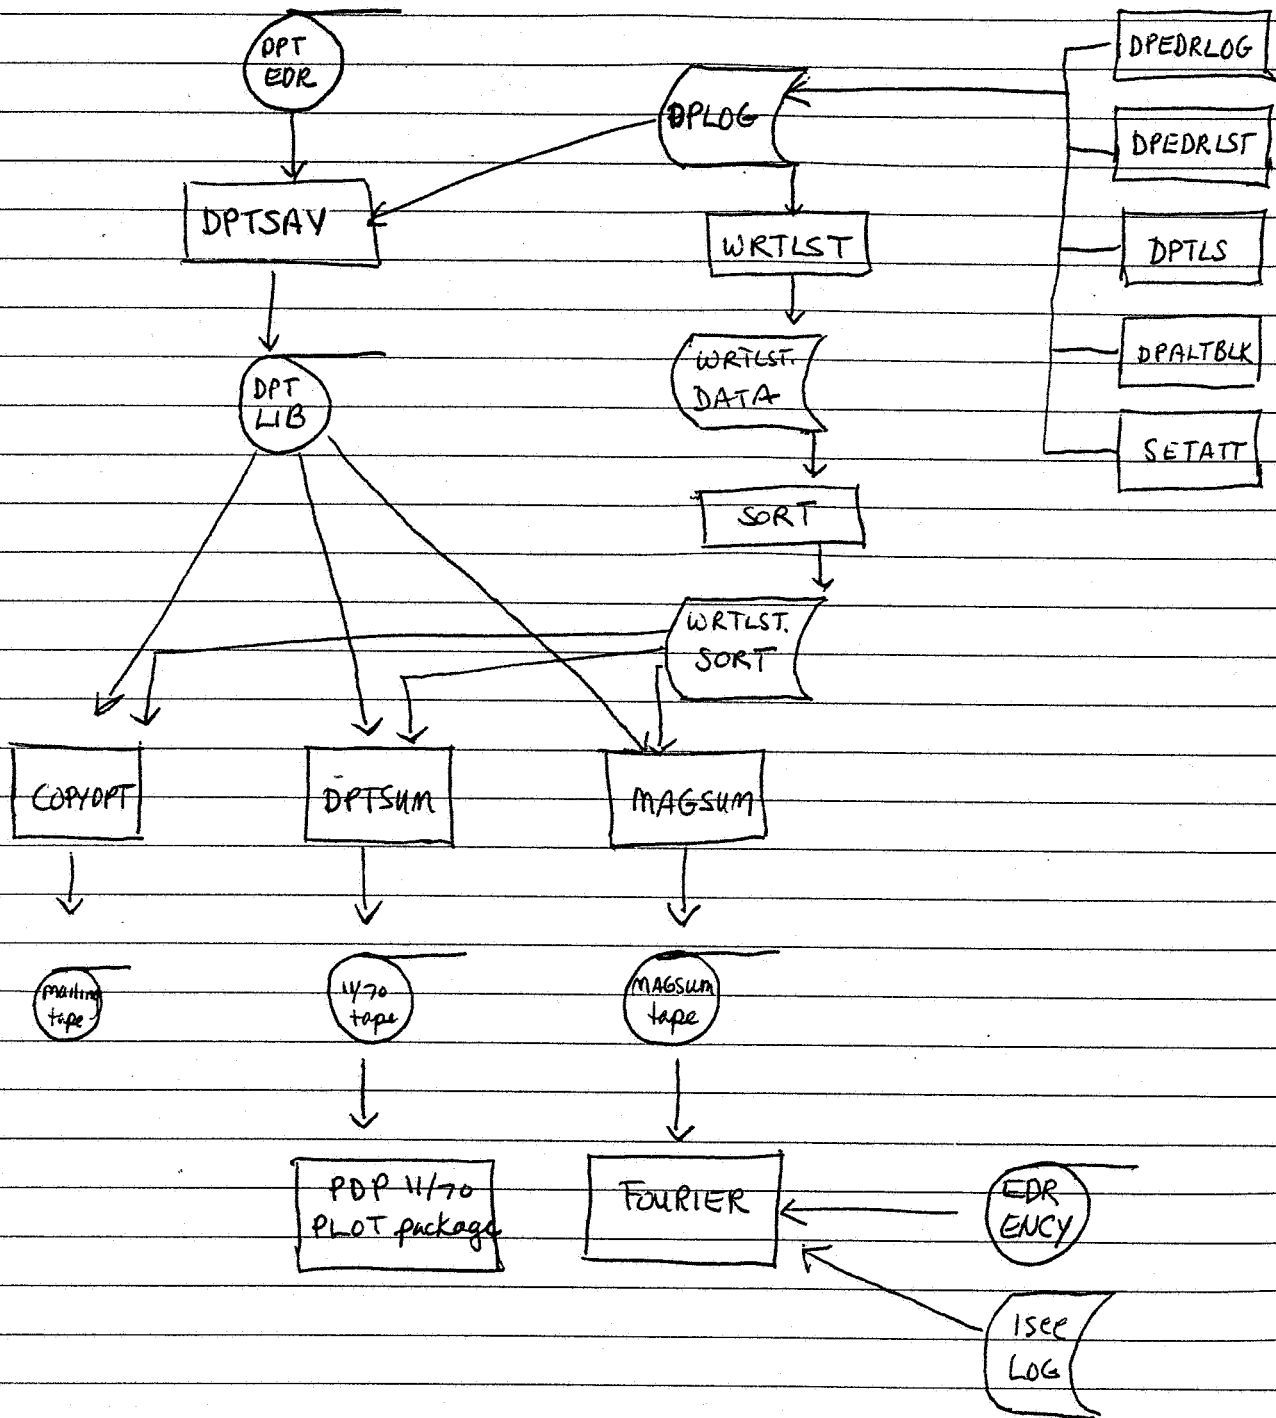 DPT
EDR
DPEDRLOG
DPLOG
DPEDRLST
DPTSAV
WRTLST
DPTLS
WRTLST.
DATA
DPALTBLK
DPT
LIB
SETATT
SORT
WRTLST.
SORT
COPYDPT
DPTSUM
MAGSUM
mailing
tape
11/70
tape
MAGSUM
tape
PDP 11/70
PLOT package
FOURIER
EDR
ENCY
Isee
LOG